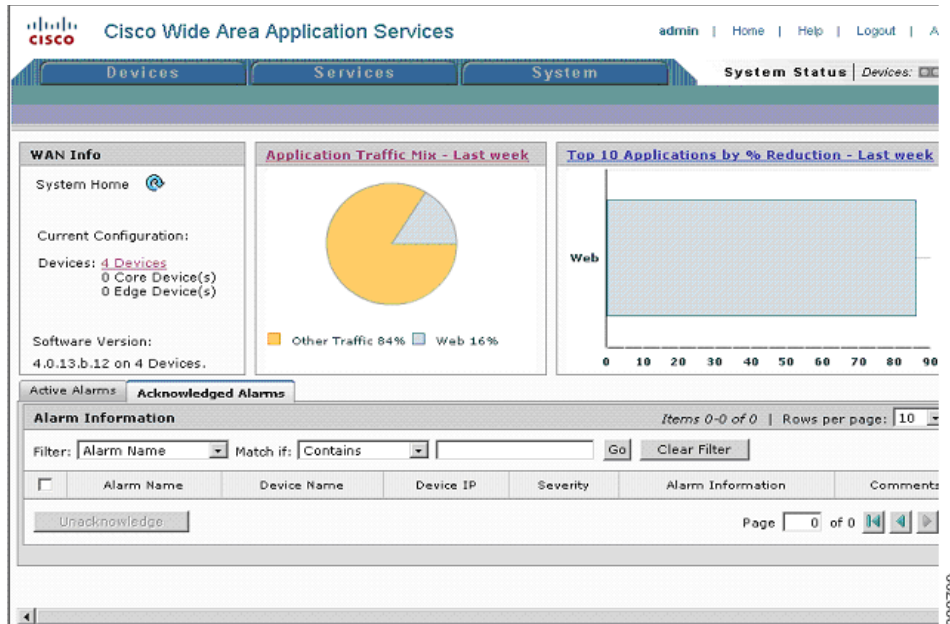 CISCO
Cisco Wide Area Application Services
admin | Home | Help | Logout | A
Devices
Services
System
System Status | Devices:
WAN Info
System Home
Current Configuration:
Devices: 4 Devices
0 Core Device(s)
0 Edge Device(s)
Software Version:
4.0.13.b.12 on 4 Devices.
Application Traffic Mix - Last week
Other Traffic 84% Web 16%
Top 10 Applications by % Reduction - Last week
Web
0 10 20 30 40 50 60 70 80 90
Active Alarms
Acknowledged Alarms
Alarm Information
Items 0-0 of 0 | Rows per page: 10
Filter: Alarm Name Match if: Contains Go Clear Filter
Alarm Name Device Name Device IP Severity Alarm Information Comments
Unacknowledge
Page 0 of 0